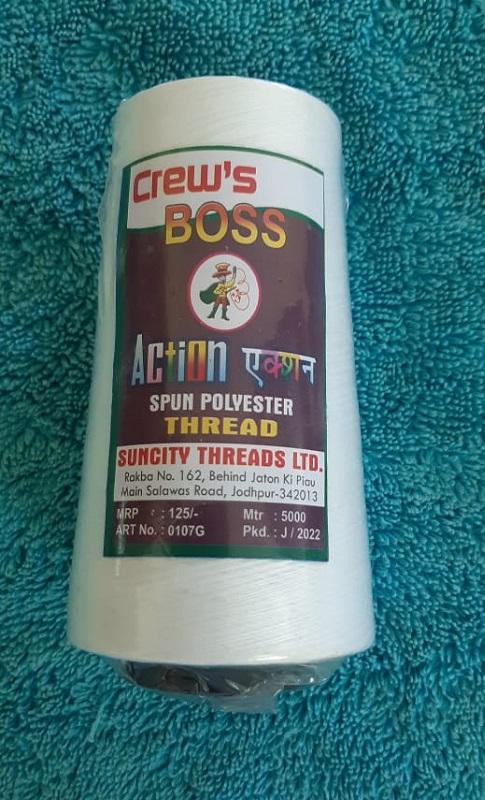 Crew's
BOSS
Action एक्शन
SPUN POLYESTER
THREAD
SUNCITY THREADS LTD.
Rakba No. 162, Behind Jaton Ki Piau
Main Salawas Road, Jodhpur-342013
MRP : 125/- Mtr : 5000
ART No. : 0107G Pkd. : J / 2022